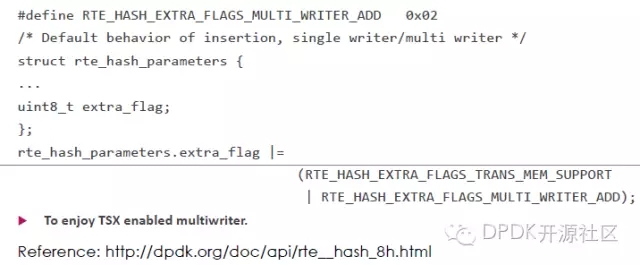 #define RTE_HASH_EXTRA_FLAGS_MULTI_WRITER_ADD   0x02
/* Default behavior of insertion, single writer/multi writer */
struct rte_hash_parameters {
...
uint8_t extra_flag;
};
rte_hash_parameters.extra_flag |=
(RTE_HASH_EXTRA_FLAGS_TRANS_MEM_SUPPORT
| RTE_HASH_EXTRA_FLAGS_MULTI_WRITER_ADD);
To enjoy TSX enabled multiwriter.
DPDK开源社区
Reference: http://dpdk.org/doc/api/rte__hash_8h.html